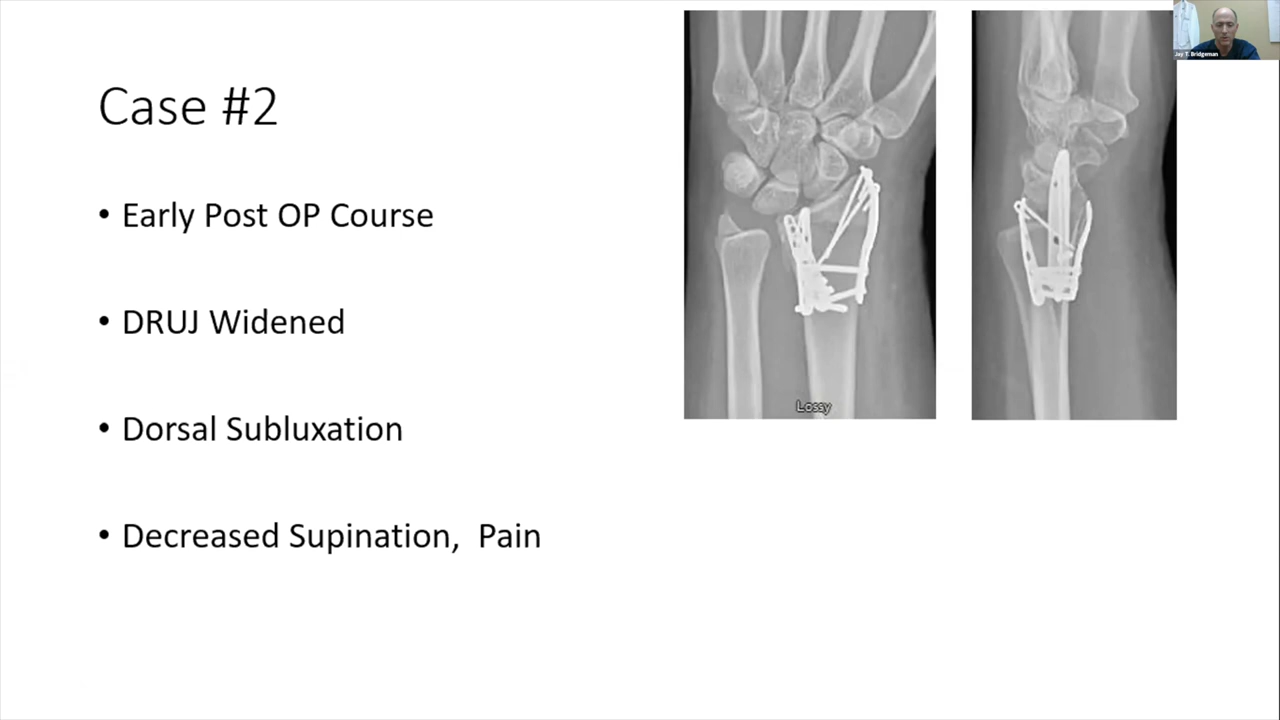 Case #2
• Early Post OP Course
• DRUJ Widened
• Dorsal Subluxation
• Decreased Supination, Pain
Lossy
Jay T. Bridgeman